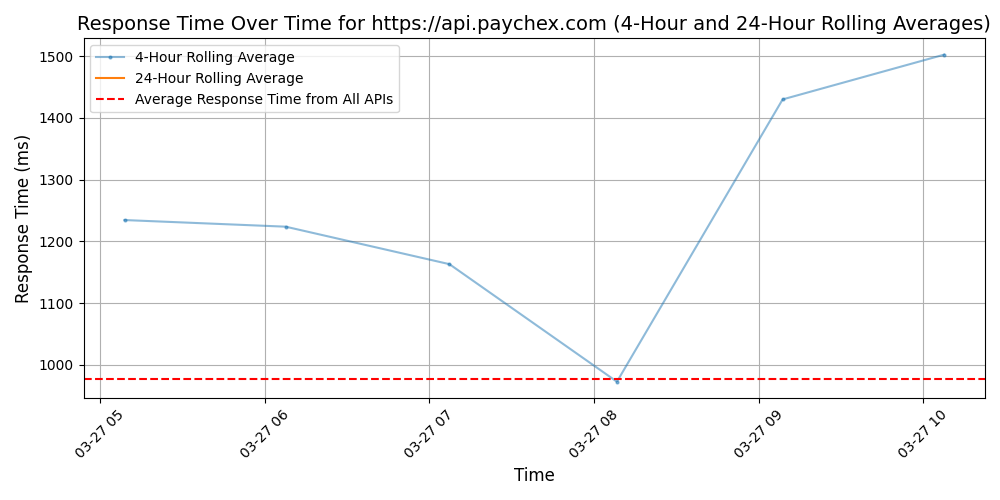 Response Time Over Time for https://api.paychex.com (4-Hour and 24-Hour Rolling Averages)
4-Hour Rolling Average
24-Hour Rolling Average
Average Response Time from All APIs
Response Time (ms)
1500
1400
1300
1200
1100
1000
03-27 05
03-27 06
03-27 07
03-27 08
03-27 09
03-27 10
Time